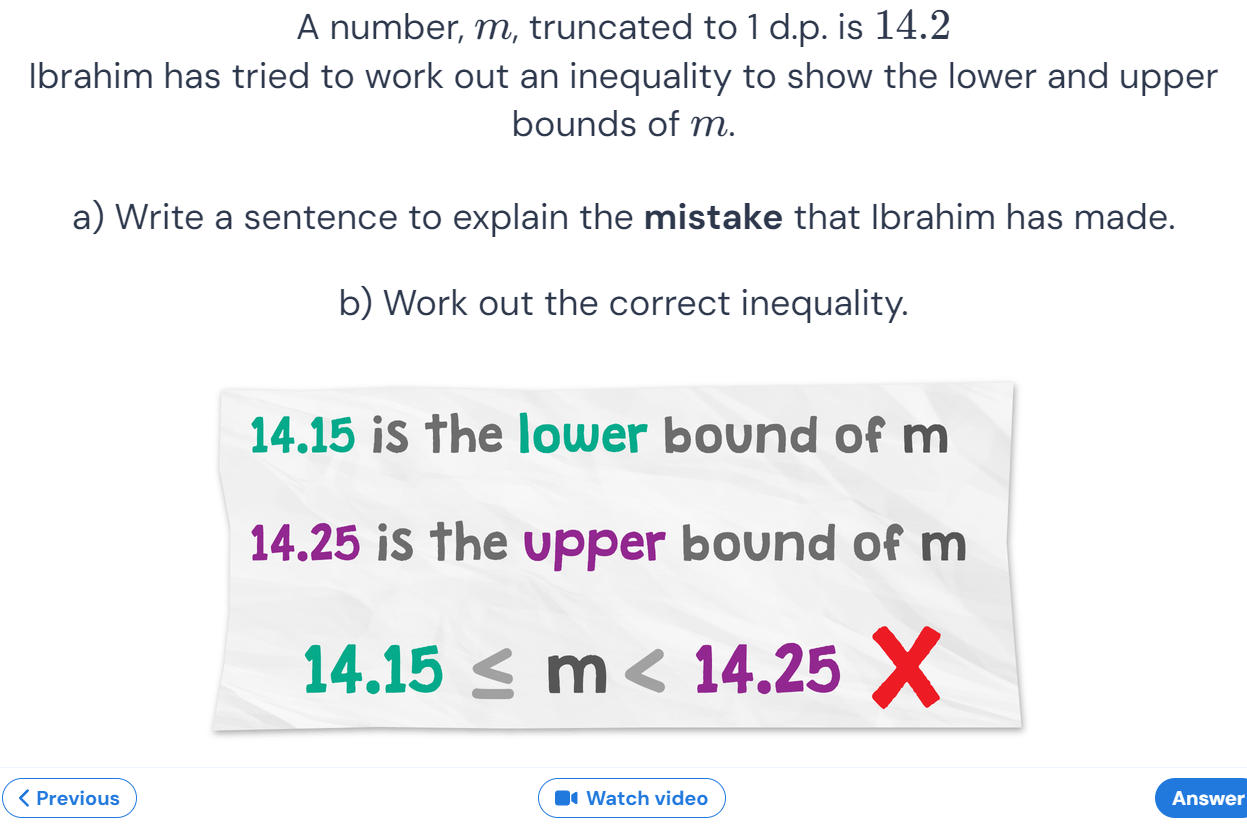 A number, m, truncated to 1 d.p. is 14.2
Ibrahim has tried to work out an inequality to show the lower and upper
bounds of m.
a) Write a sentence to explain the mistake that Ibrahim has made.
b) Work out the correct inequality.
14.15 is the lower bound of m
14.25 is the upper bound of m
14.15 ≤ m < 14.25
Previous
Watch video
Answer